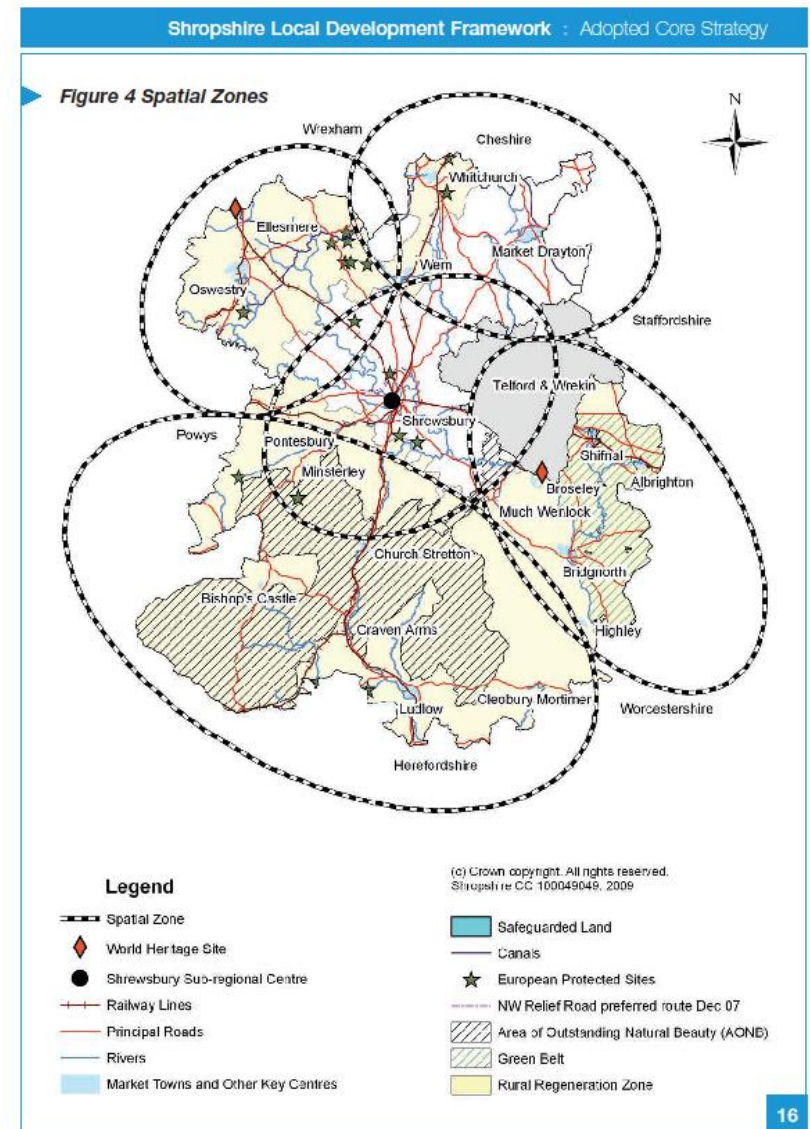 Shropshire Local Development Framework : Adopted Core Strategy
Figure 4 Spatial Zones
N
Wrexham
Cheshire
Whitchurch
Ellesmere
Market Drayton
Wem
Oswestry
Staffordshire
Telford & Wrekin
Shrewsbury
Powys
Pontesbury
Shifnal
Minsterley
Albrighton
Broseley
Much Wenlock
Church Stretton
Bridgnorth
Bishop's Castle
Craven Arms
Highley
Cleobury Mortimer
Ludlow
Worcestershire
Herefordshire
(c) Crown copyright. All rights reserved.
Shropshire CC 100049049, 2009
Legend
Spatial Zone
World Heritage Site
Shrewsbury Sub-regional Centre
Railway Lines
Principal Roads
Rivers
Market Towns and Other Key Centres
Safeguarded Land
Canals
European Protected Sites
NW Relief Road preferred route Dec 07
Area of Outstanding Natural Beauty (AONB)
Green Belt
Rural Regeneration Zone
16